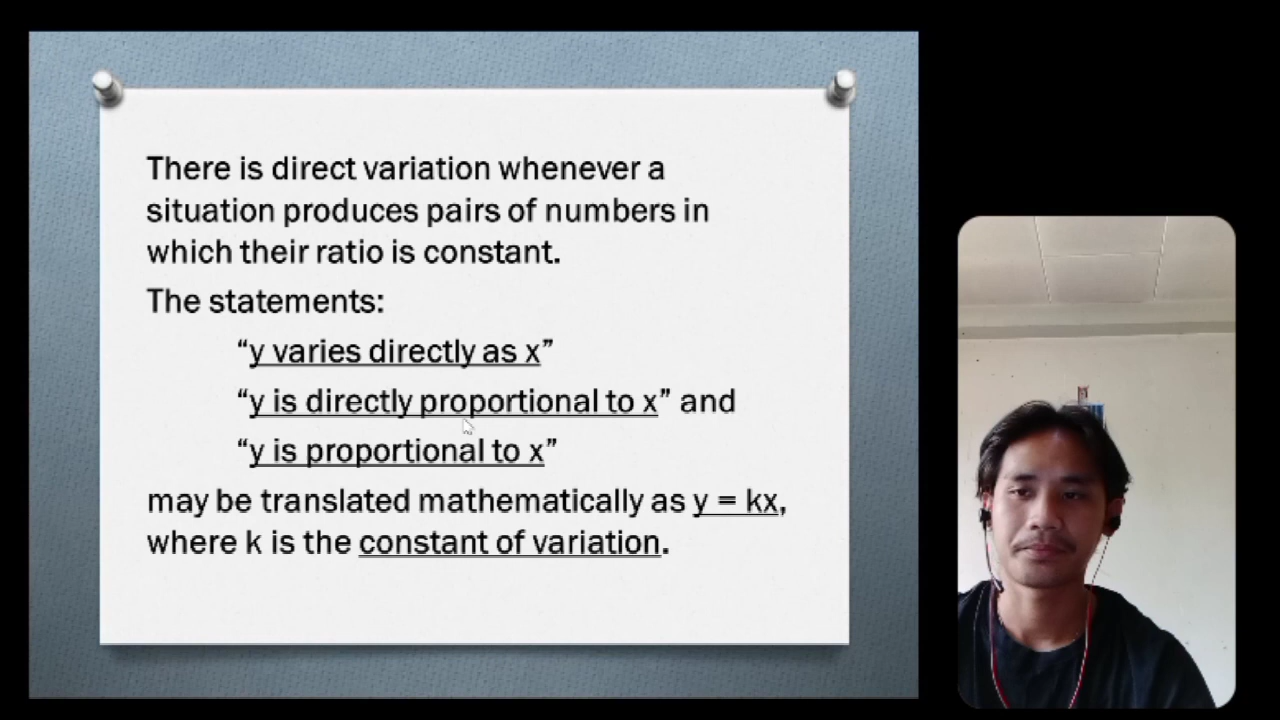 There is direct variation whenever a
situation produces pairs of numbers in
which their ratio is constant.
The statements:
“y varies directly as x”
“y is directly proportional to x” and
“y is proportional to x”
may be translated mathematically as y = kx,
where k is the constant of variation.